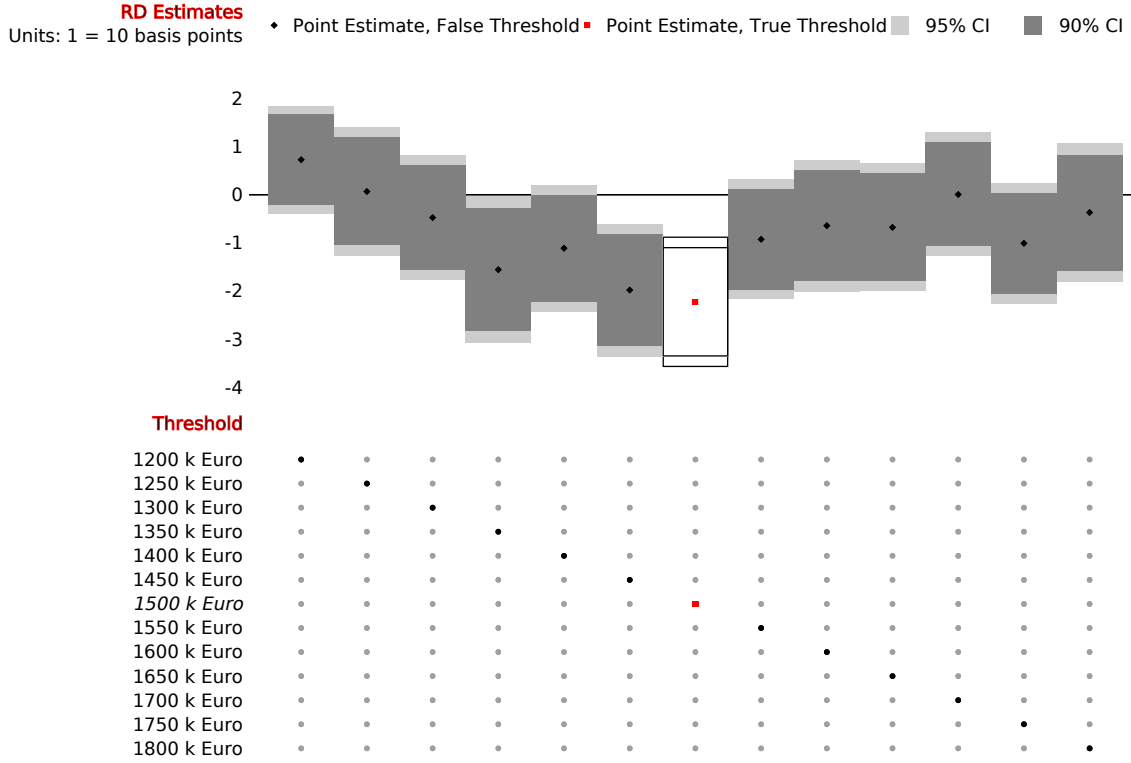 RD Estimates
Units: 1 = 10 basis points
Point Estimate, False Threshold
Point Estimate, True Threshold
95% CI
90% CI
2
1
0
-1
-2
-3
-4
Threshold
1200 k Euro
1250 k Euro
1300 k Euro
1350 k Euro
1400 k Euro
1450 k Euro
1500 k Euro
1550 k Euro
1600 k Euro
1650 k Euro
1700 k Euro
1750 k Euro
1800 k Euro